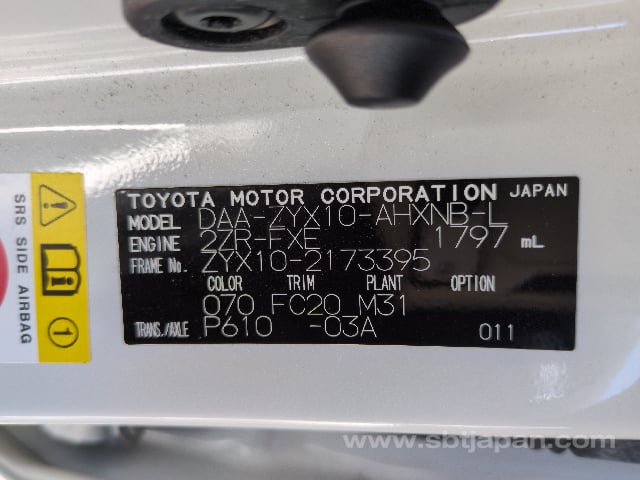 TOYOTA MOTOR CORPORATION JAPAN
MODEL DAA-ZYX10-AHXNB-L
ENGINE 2ZR-FXE 1797 mL
FRAME No. ZYX10-2173395
COLOR TRIM PLANT OPTION
070 FC20 M31
TRANS./AXLE P610 -03A 011
SRS SIDE AIRBAG
1
www.sbtjapan.com